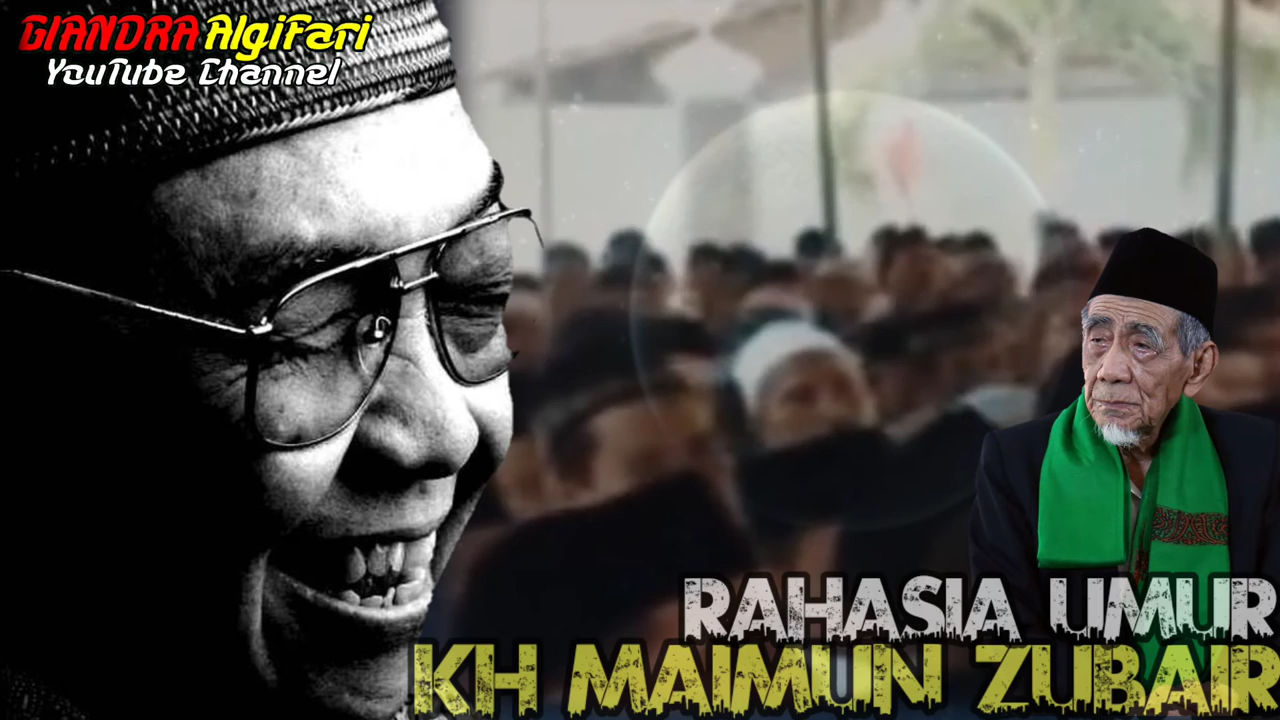 GIANDRA AlgiFari
YouTube Channel
RAHASIA UMUR
KH MAIMUN ZUBAIR